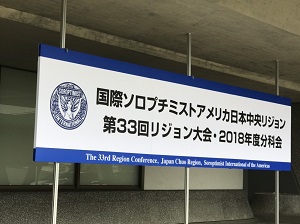 国際ソロプチミストアメリカ日本中央リジョン
第33回リジョン大会・2018年度分科会
The 33rd Region Conference, Japan Chuo Region, Soroptimist International of the Americas